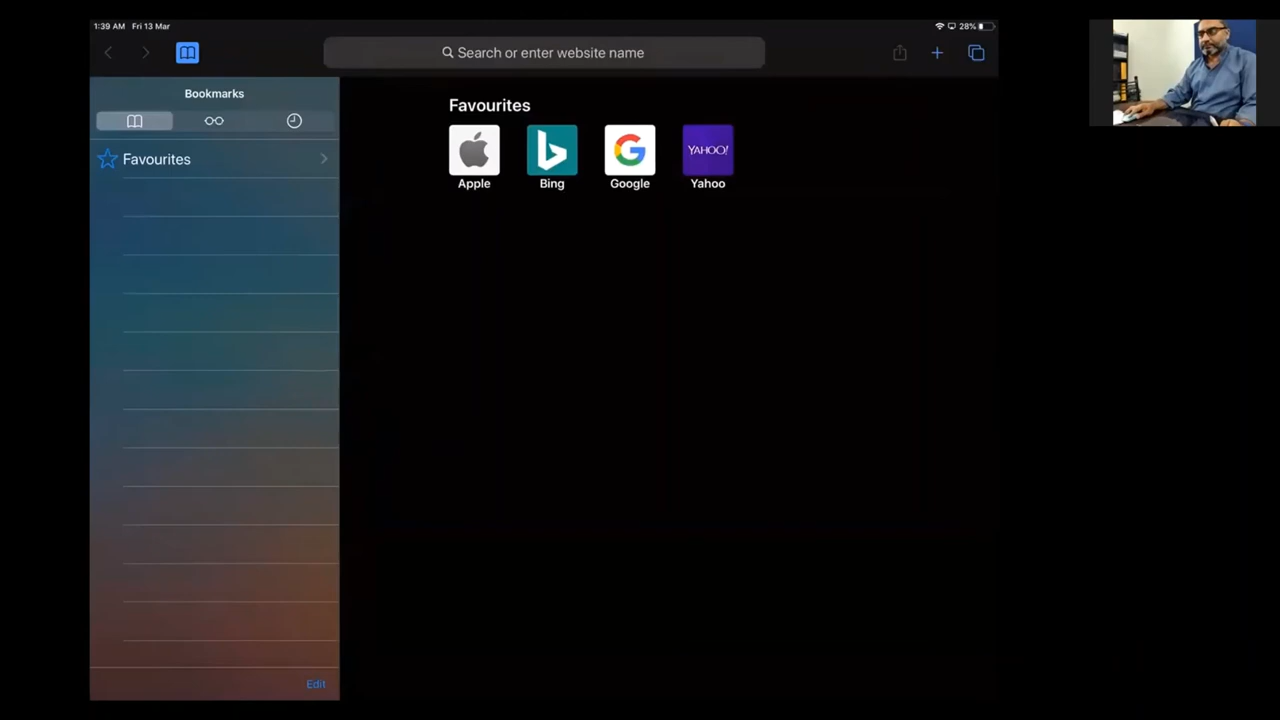 1:39 AM Fri 13 Mar
28%
Search or enter website name
Bookmarks
Favourites
Favourites
YAHOO!
Apple
Bing
Google
Yahoo
Edit